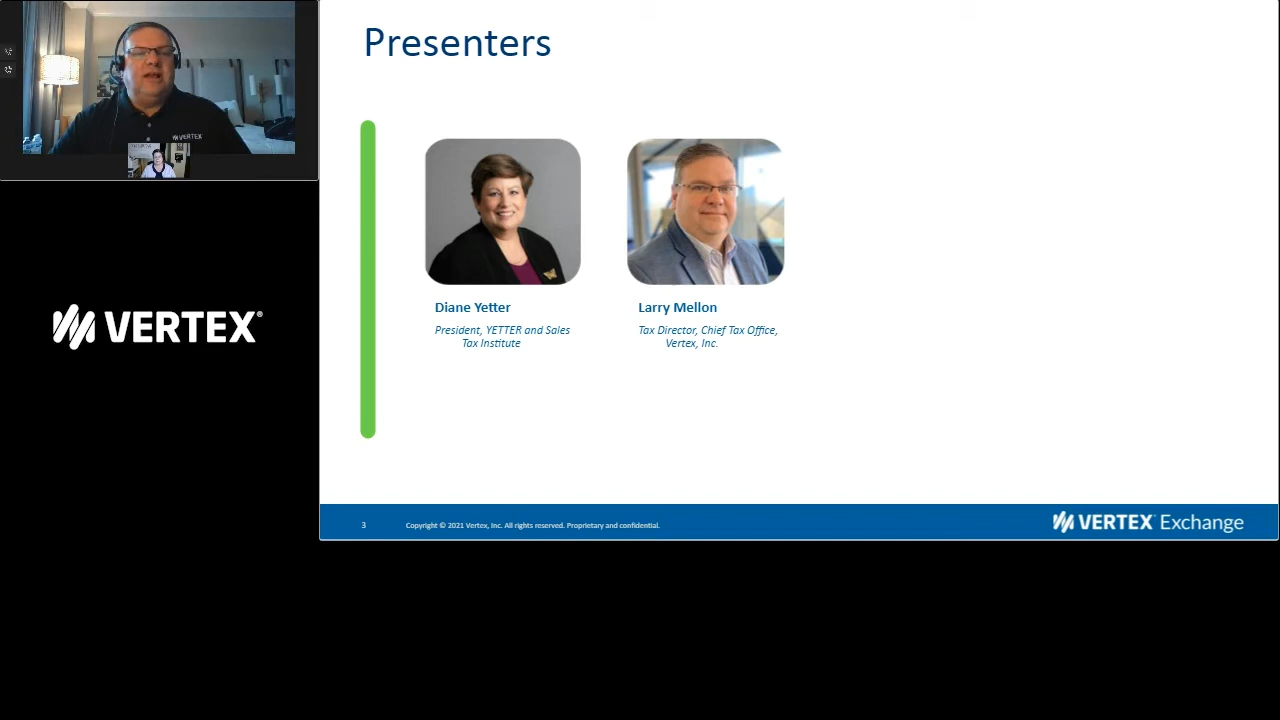 Presenters
VERTEX
VERTEX®
Diane Yetter
President, YETTER and Sales
Tax Institute
Larry Mellon
Tax Director, Chief Tax Office,
Vertex, Inc.
3
Copyright © 2021 Vertex, Inc. All rights reserved. Proprietary and confidential.
VERTEX Exchange